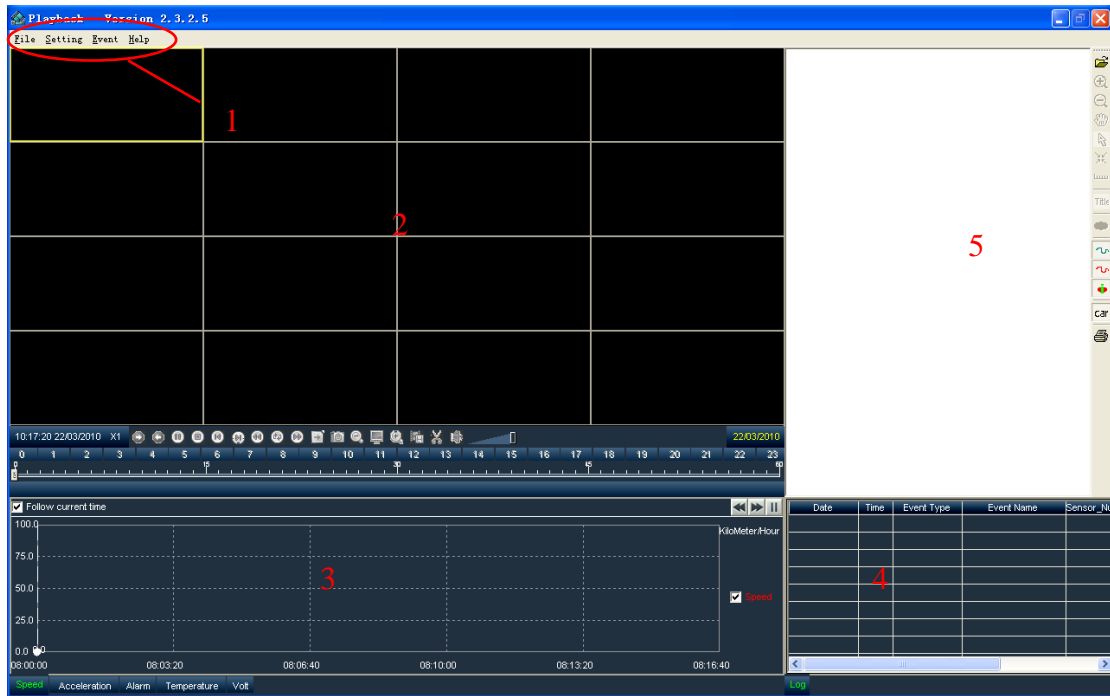 Playback Version 2.3.2.5
File Setting Event Help
1
2
5
Title
car
10:17:20 22/03/2010 X1 22/03/2010
0 1 2 3 4 5 6 7 8 9 10 11 12 13 14 15 16 17 18 19 20 21 22 23
0 15 30 45 60
Follow current time
100.0
KiloMeter/Hour
75.0
3
50.0
Speed
25.0
0.0 0.0
08:00:00 08:03:20 08:06:40 08:10:00 08:13:20 08:16:40
Speed Acceleration Alarm Temperature Volt
Date Time Event Type Event Name Sensor_Nu
4
Log